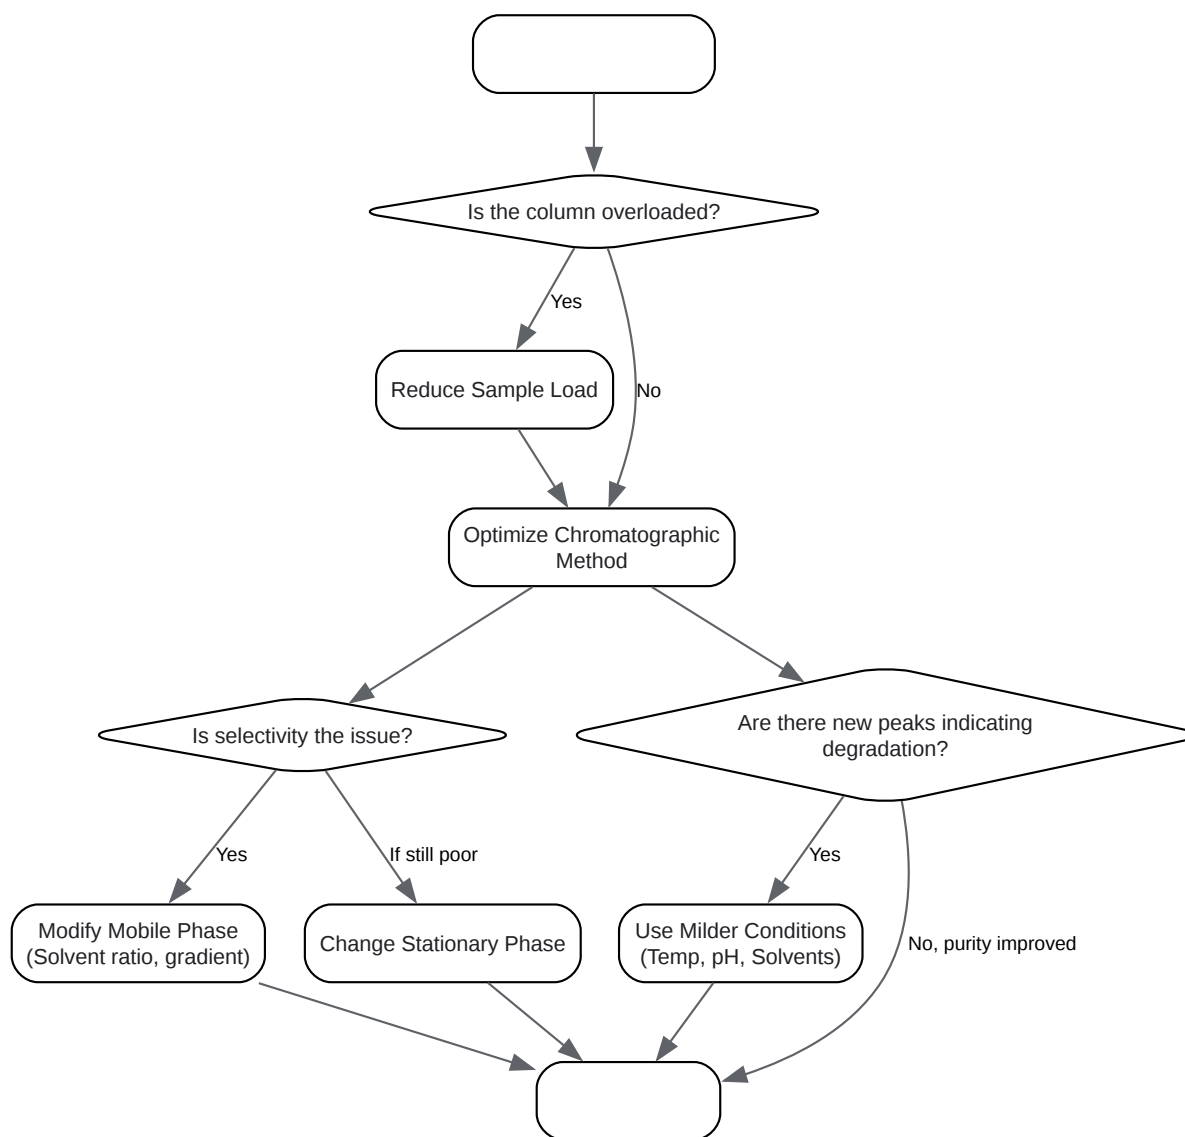 Is the column overloaded?
Yes
Reduce Sample Load
No
Optimize Chromatographic
Method
Is selectivity the issue?
Are there new peaks indicating
degradation?
Yes
If still poor
Yes
Modify Mobile Phase
(Solvent ratio, gradient)
Change Stationary Phase
Use Milder Conditions
(Temp, pH, Solvents)
No, purity improved